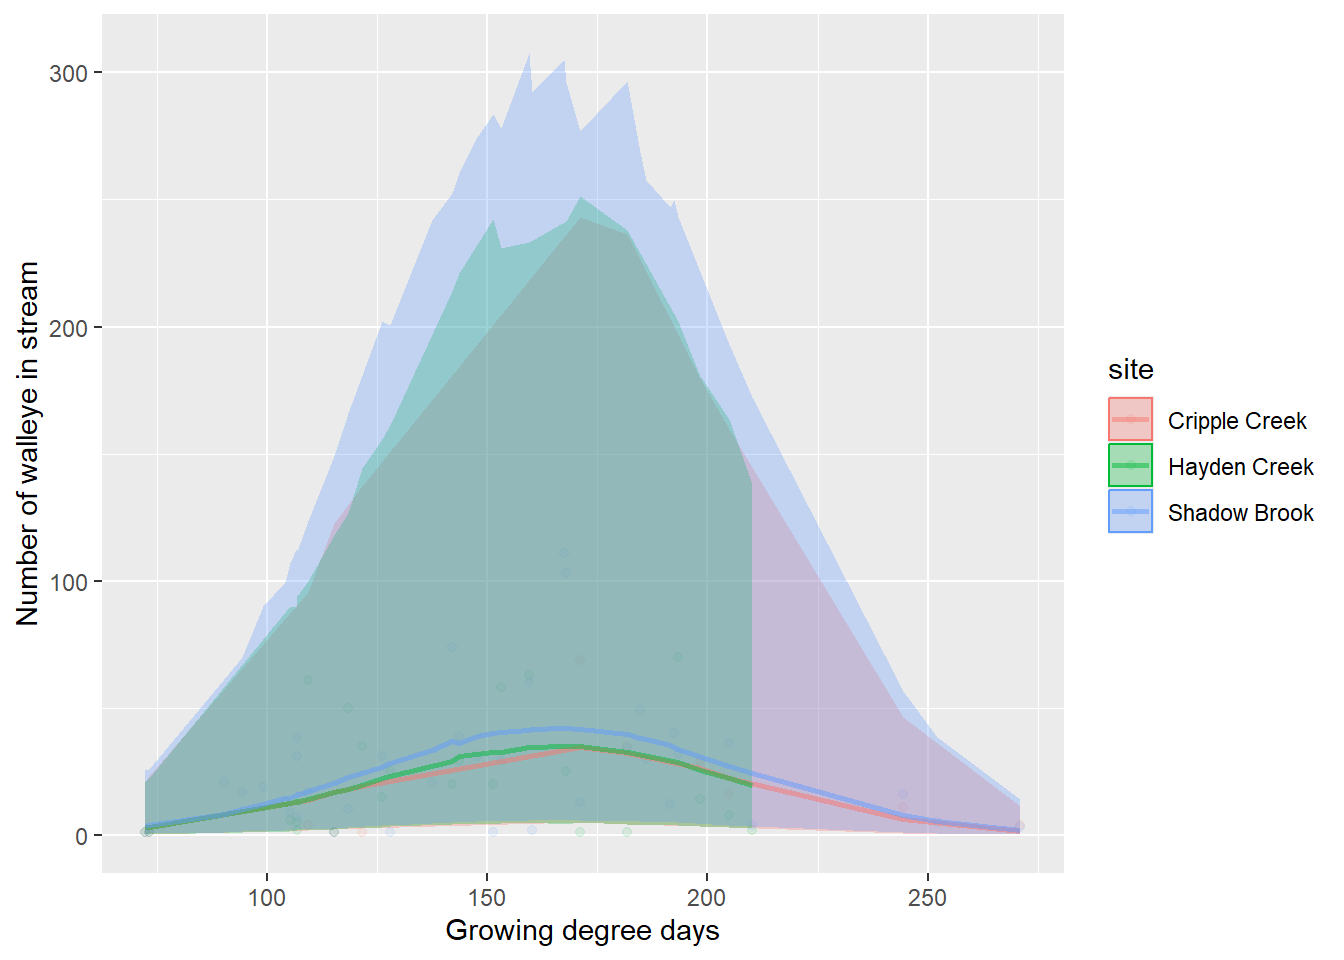 300
200
100
0
Number of walleye in stream
100
150
200
250
Growing degree days
site
Cripple Creek
Hayden Creek
Shadow Brook